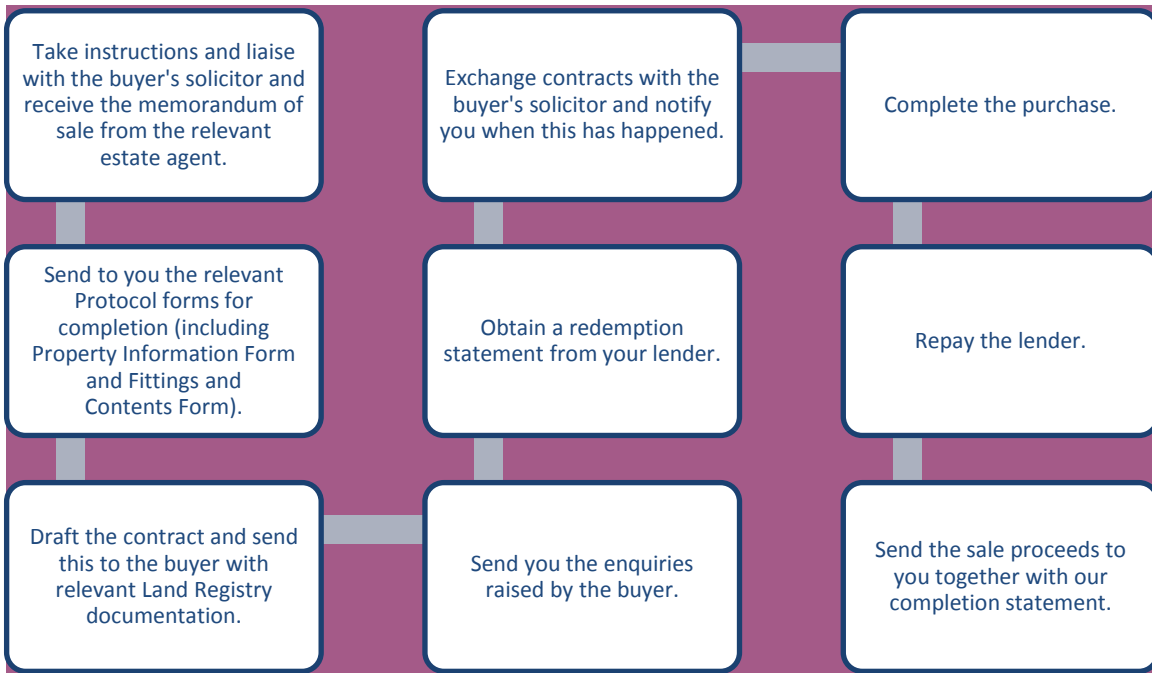 Take instructions and liaise
with the buyer's solicitor and
receive the memorandum of
sale from the relevant
estate agent.
Send to you the relevant
Protocol forms for
completion (including
Property Information Form
and Fittings and
Contents Form).
Draft the contract and send
this to the buyer with
relevant Land Registry
documentation.
Send you the enquiries
raised by the buyer.
Obtain a redemption
statement from your lender.
Exchange contracts with the
buyer's solicitor and notify
you when this has happened.
Complete the purchase.
Repay the lender.
Send the sale proceeds to
you together with our
completion statement.